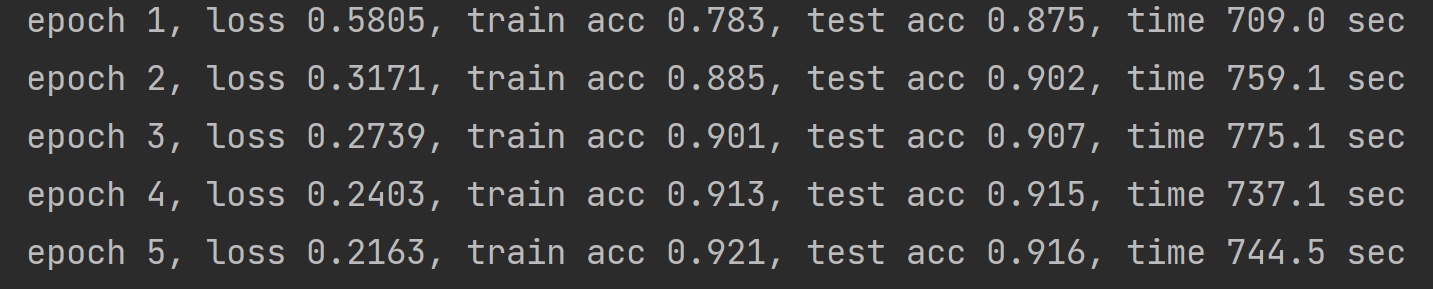 epoch 1, loss 0.5805, train acc 0.783, test acc 0.875, time 709.0 sec
epoch 2, loss 0.3171, train acc 0.885, test acc 0.902, time 759.1 sec
epoch 3, loss 0.2739, train acc 0.901, test acc 0.907, time 775.1 sec
epoch 4, loss 0.2403, train acc 0.913, test acc 0.915, time 737.1 sec
epoch 5, loss 0.2163, train acc 0.921, test acc 0.916, time 744.5 sec